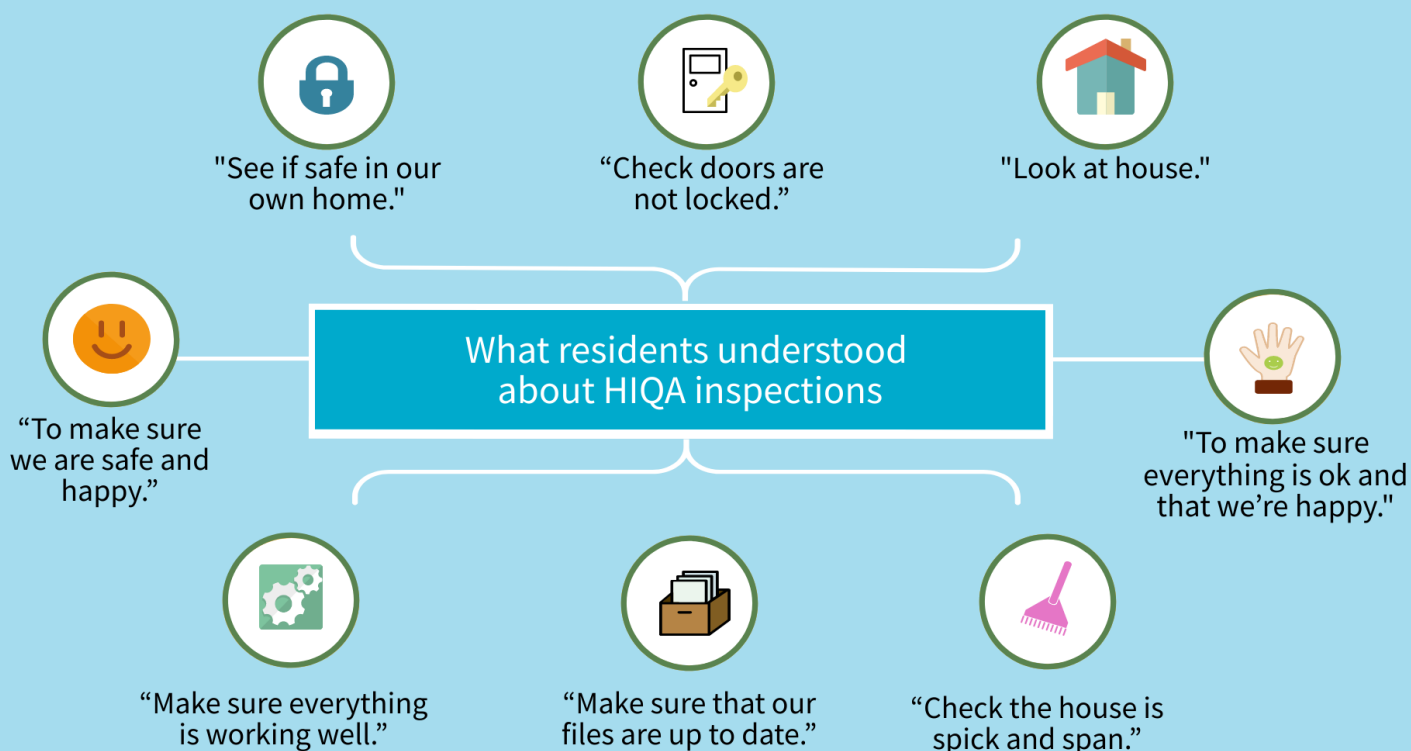 "See if safe in our
own home."
“Check doors are
not locked.”
"Look at house."
What residents understood
about HIQA inspections
“To make sure
we are safe and
happy.”
"To make sure
everything is ok and
that we’re happy."
“Make sure everything
is working well.”
“Make sure that our
files are up to date.”
“Check the house is
spick and span.”